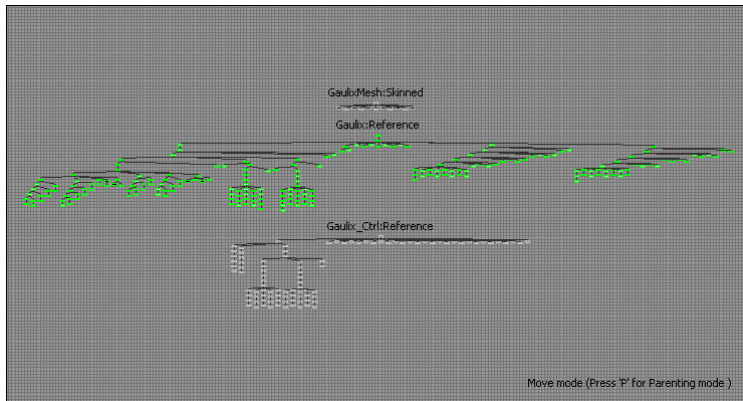 GaulixMesh:Skinned
Gaulix:Reference
Gaulix_Ctrl:Reference
Move mode (Press 'P' for Parenting mode )